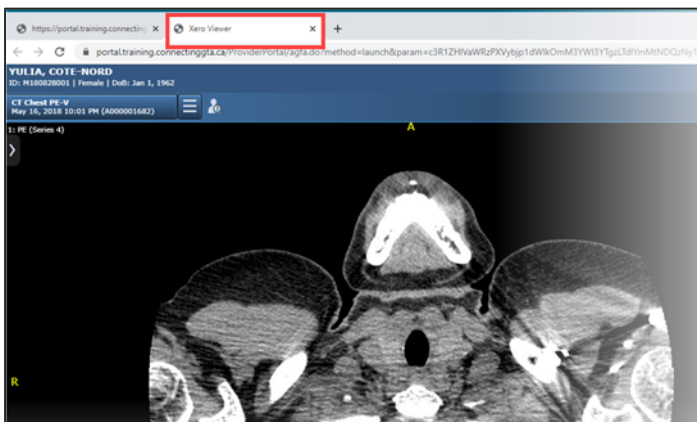 https://portal.training.connecting
Xero Viewer
portal.training.connectinggta.ca/ProviderPortal/agfa.do?method=launch&param=
YULIA, COTE-NORD
ID: M180828001 | Female | DoB: Jan 1, 1962
CT Chest PE-V
May 16, 2018 10:01 PM (A000001682)
1: PE (Series 4)
A
R